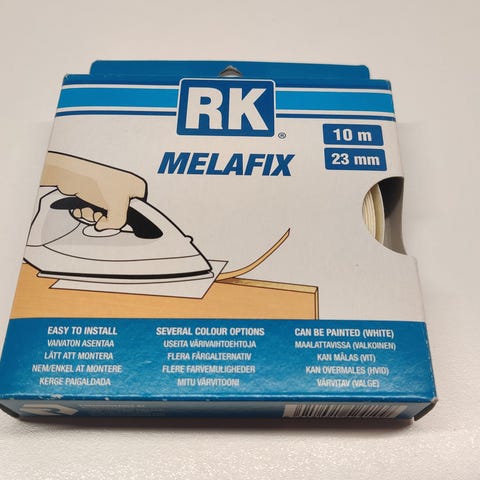 RK
®
10 m
23 mm
MELAFIX
EASY TO INSTALL
VAIVATON ASENTAA
LÄTT ATT MONTERA
NEM/ENKEL AT MONTERE
KERGE PAIGALDADA
SEVERAL COLOUR OPTIONS
USEITA VÄRIVAIHTOEHTOJA
FLERA FÄRGALTERNATIV
FLERE FARVEMULIGHEDER
MITU VÄRVITOONI
CAN BE PAINTED (WHITE)
MAALATTAVISSA (VALKOINEN)
KAN MÅLAS (VIT)
KAN OVERMALES (HVID)
VÄRVITAV (VALGE)